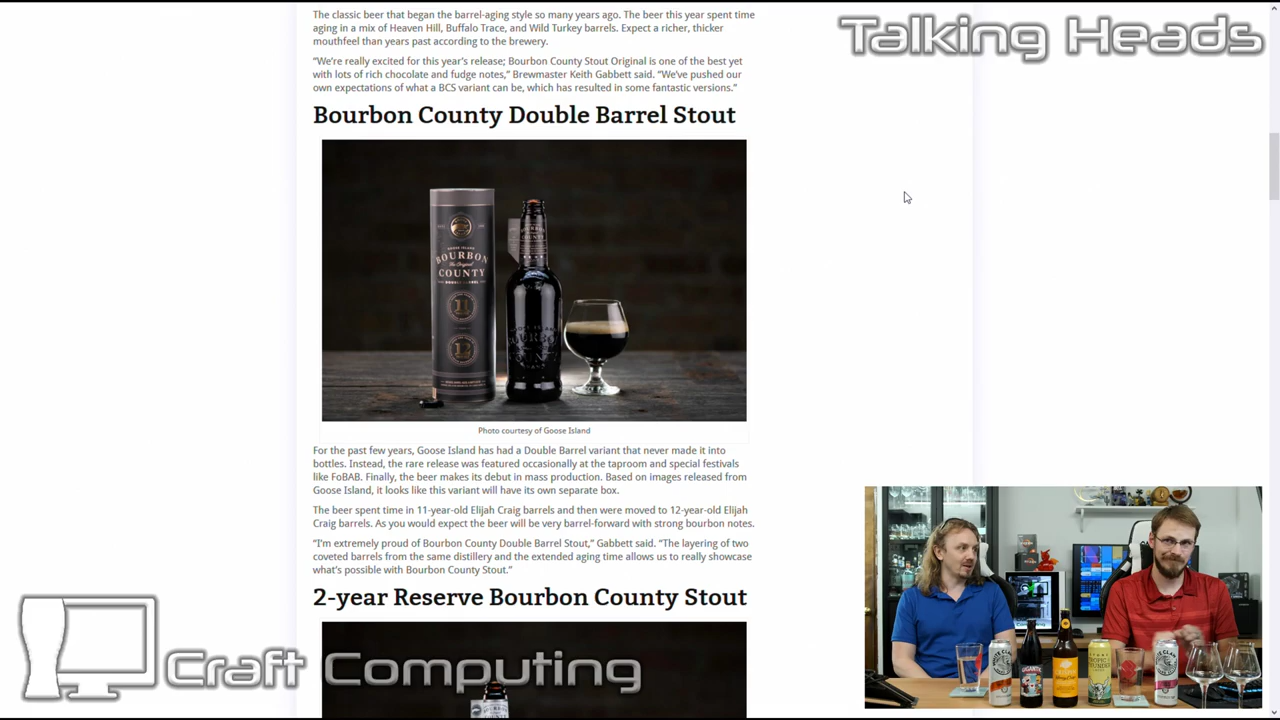 The classic beer that began the barrel-aging style so many years ago. The beer this year spent time
aging in a mix of Heaven Hill, Buffalo Trace, and Wild Turkey barrels. Expect a richer, thicker
mouthfeel than years past according to the brewery.
“We’re really excited for this year’s release; Bourbon County Stout Original is one of the best yet
with lots of rich chocolate and fudge notes,” Brewmaster Keith Gabbett said. “We’ve pushed our
own expectations of what a BCS variant can be, which has resulted in some fantastic versions.”
Talking Heads
Bourbon County Double Barrel Stout
GOOSE ISLAND
BOURBON
The Original
COUNTY
11
12
BOURBON
COUNTY
Photo courtesy of Goose Island
For the past few years, Goose Island has had a Double Barrel variant that never made it into
bottles. Instead, the rare release was featured occasionally at the taproom and special festivals
like FoBAB. Finally, the beer makes its debut in mass production. Based on images released from
Goose Island, it looks like this variant will have its own separate box.
The beer spent time in 11-year-old Elijah Craig barrels and then were moved to 12-year-old Elijah
Craig barrels. As you would expect the beer will be very barrel-forward with strong bourbon notes.
“I’m extremely proud of Bourbon County Double Barrel Stout,” Gabbett said. “The layering of two
coveted barrels from the same distillery and the extended aging time allows us to really showcase
what’s possible with Bourbon County Stout.”
2-year Reserve Bourbon County Stout
Craft Computing
GIGANTIC